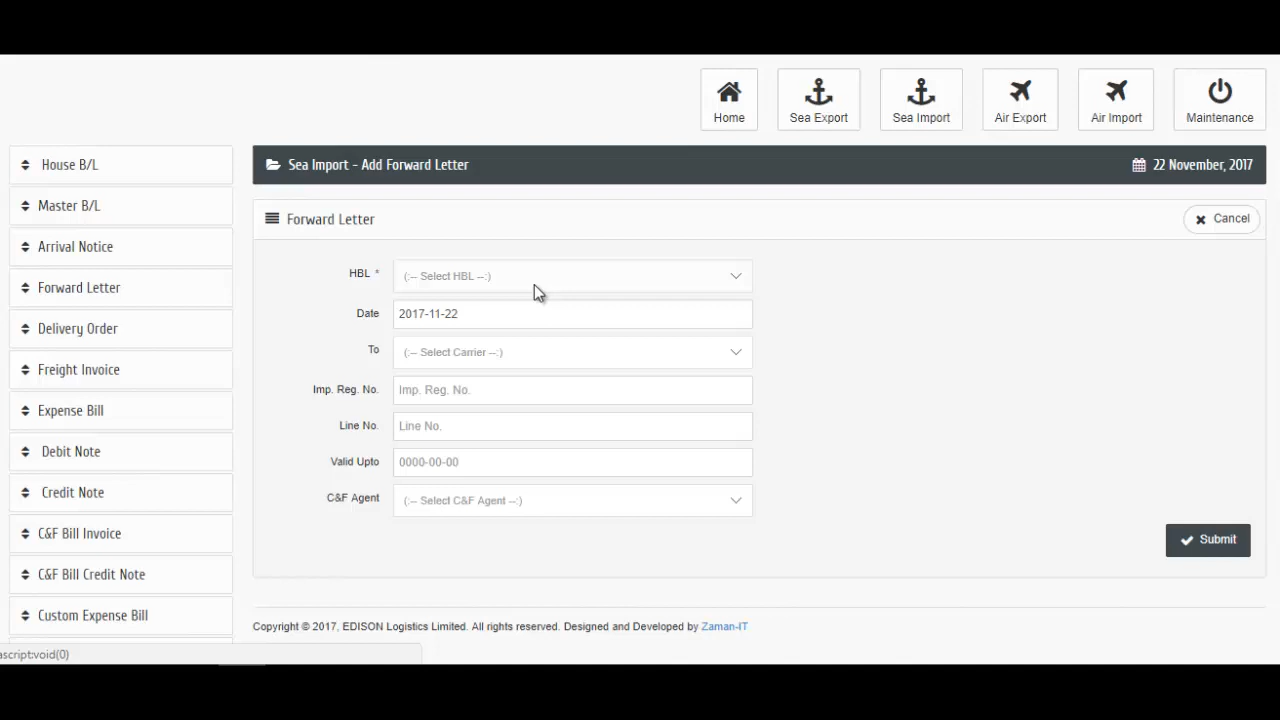 Home
Sea Export
Sea Import
Air Export
Air Import
Maintenance
House B/L
Master B/L
Arrival Notice
Forward Letter
Delivery Order
Freight Invoice
Expense Bill
Debit Note
Credit Note
C&F Bill Invoice
C&F Bill Credit Note
Custom Expense Bill
Sea Import - Add Forward Letter
22 November, 2017
Forward Letter
Cancel
HBL * (:-- Select HBL --:)
Date 2017-11-22
To (:-- Select Carrier --:)
Imp. Reg. No. Imp. Reg. No.
Line No. Line No.
Valid Upto 0000-00-00
C&F Agent (:-- Select C&F Agent --:)
Submit
Copyright © 2017, EDISON Logistics Limited. All rights reserved. Designed and Developed by Zaman-IT
ascript:void(0)